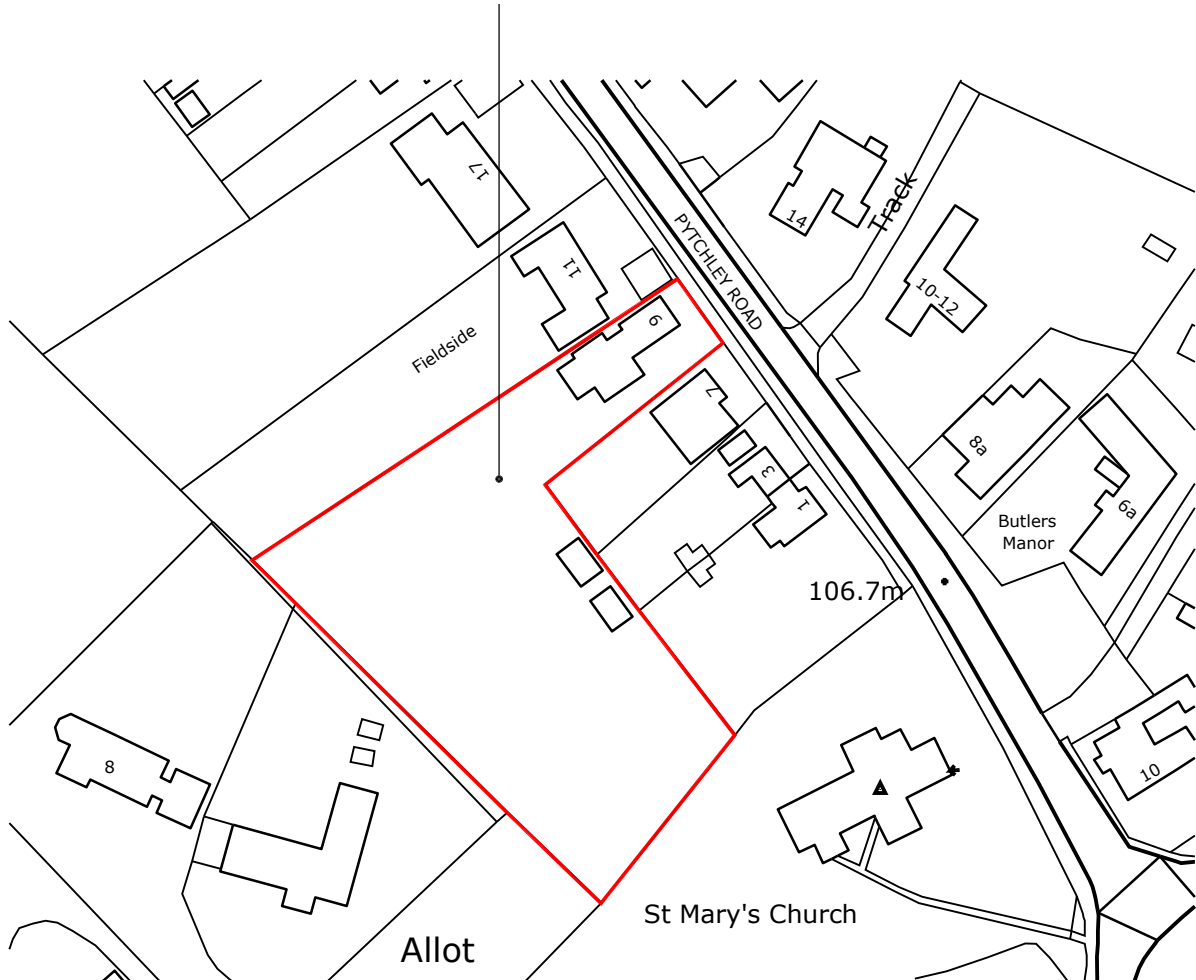 17
14
Track
PYTCHLEY ROAD
11
10-12
9
Fieldside
7
8a
3
1
6a
Butlers
Manor
106.7m
8
10
St Mary's Church
Allot